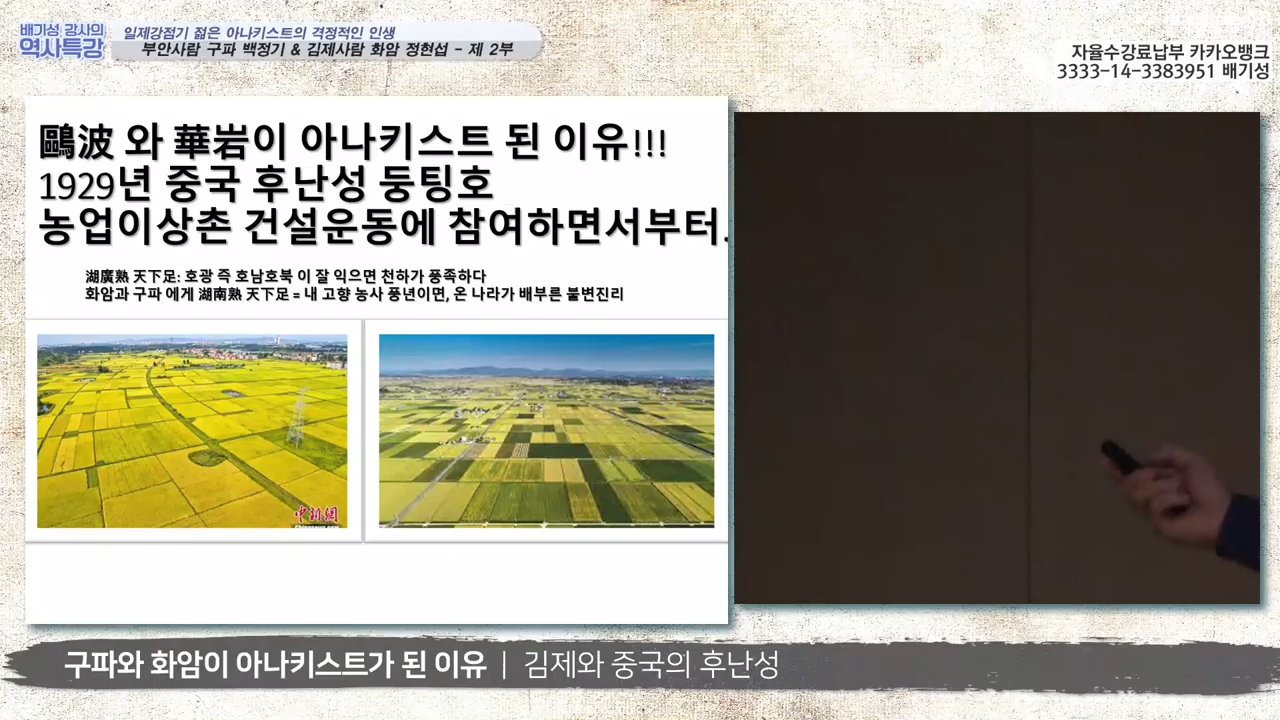 배기성 강사의
역사특강
일제강점기 젊은 아나키스트의 격정적인 인생
부안사람 구파 백정기 & 김제사람 화암 정현섭 - 제 2부
자율수강료납부 카카오뱅크
3333-14-3383951 배기성
鷗波 와 華岩이 아나키스트 된 이유!!!
1929년 중국 후난성 둥팅호
농업이상촌 건설운동에 참여하면서부터.
湖廣熟 天下足: 호광 즉 호남호북 이 잘 익으면 천하가 풍족하다
화암과 구파 에게 湖南熟 天下足 = 내 고향 농사 풍년이면, 온 나라가 배부른 불변진리
中新網
구파와 화암이 아나키스트가 된 이유 | 김제와 중국의 후난성